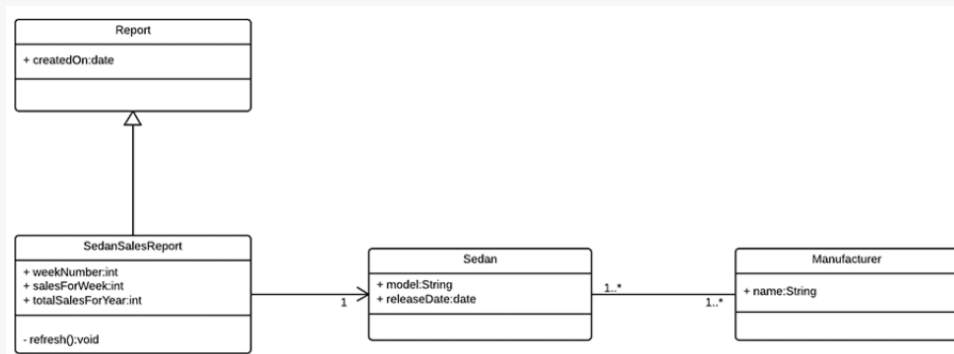 Report
+ createdOn:date
SedanSalesReport
+ weekNumber:int
+ salesForWeek:int
+ totalSalesForYear:int
- refresh():void
1
Sedan
+ model:String
+ releaseDate:date
1..*
1..*
Manufacturer
+ name:String